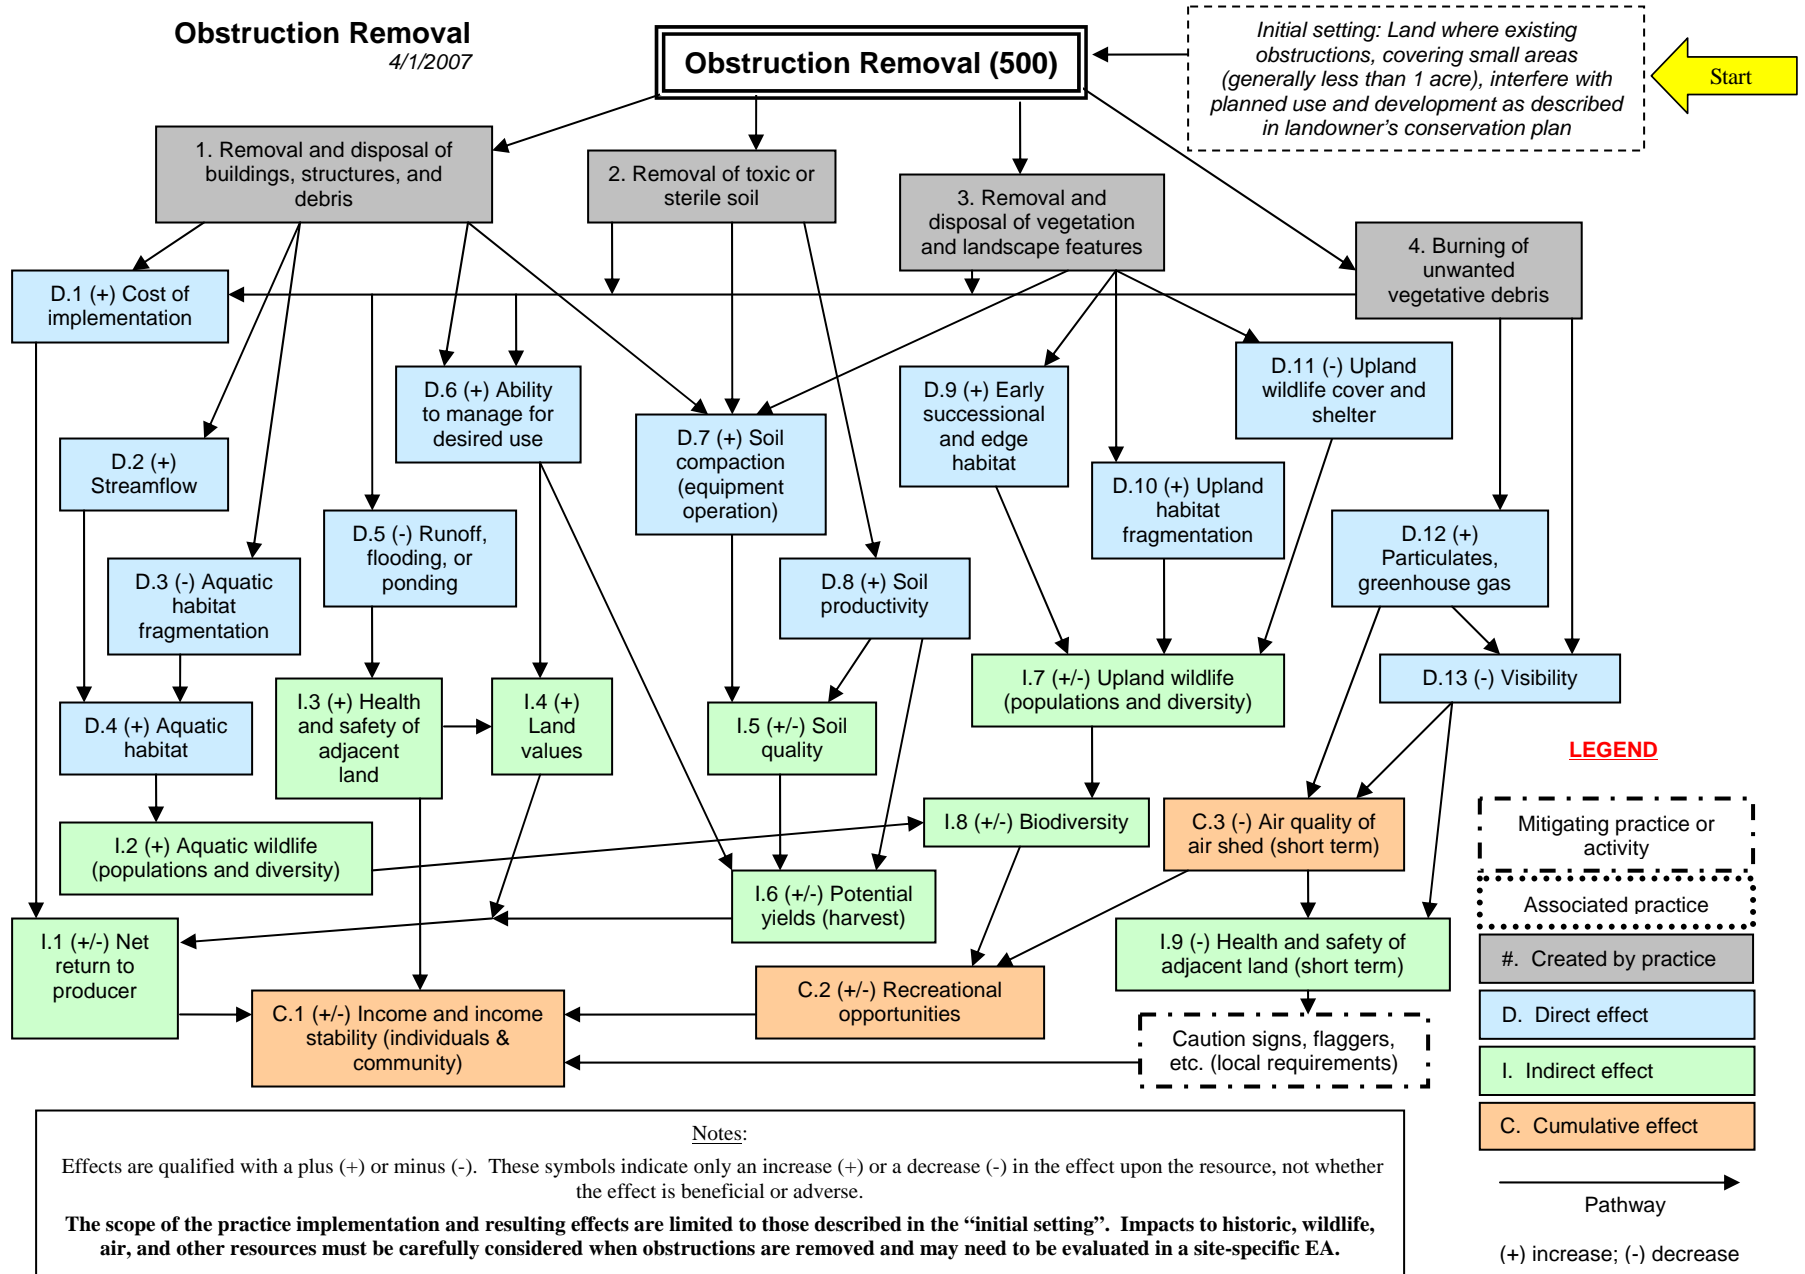 Obstruction Removal
4/1/2007
Obstruction Removal (500)
Initial setting: Land where existing
obstructions, covering small areas
(generally less than 1 acre), interfere with
planned use and development as described
in landowner's conservation plan
Start
1. Removal and disposal of
buildings, structures, and
debris
2. Removal of toxic or
sterile soil
3. Removal and
disposal of vegetation
and landscape features
4. Burning of
unwanted
vegetative debris
D.1 (+) Cost of
implementation
D.2 (+)
Streamflow
D.3 (-) Aquatic
habitat
fragmentation
D.4 (+) Aquatic
habitat
D.5 (-) Runoff,
flooding, or
ponding
D.6 (+) Ability
to manage for
desired use
D.7 (+) Soil
compaction
(equipment
operation)
D.8 (+) Soil
productivity
D.9 (+) Early
successional
and edge
habitat
D.10 (+) Upland
habitat
fragmentation
D.11 (-) Upland
wildlife cover and
shelter
D.12 (+)
Particulates,
greenhouse gas
D.13 (-) Visibility
I.3 (+) Health
and safety of
adjacent
land
I.4 (+)
Land
values
I.5 (+/-) Soil
quality
I.7 (+/-) Upland wildlife
(populations and diversity)
I.2 (+) Aquatic wildlife
(populations and diversity)
I.8 (+/-) Biodiversity
C.3 (-) Air quality of
air shed (short term)
I.6 (+/-) Potential
yields (harvest)
I.1 (+/-) Net
return to
producer
I.9 (-) Health and safety of
adjacent land (short term)
C.1 (+/-) Income and income
stability (individuals &
community)
C.2 (+/-) Recreational
opportunities
Caution signs, flaggers,
etc. (local requirements)
LEGEND
Mitigating practice or
activity
Associated practice
#. Created by practice
D. Direct effect
I. Indirect effect
C. Cumulative effect
Pathway
(+) increase; (-) decrease
Notes:
Effects are qualified with a plus (+) or minus (-). These symbols indicate only an increase (+) or a decrease (-) in the effect upon the resource, not whether
the effect is beneficial or adverse.
The scope of the practice implementation and resulting effects are limited to those described in the “initial setting”. Impacts to historic, wildlife,
air, and other resources must be carefully considered when obstructions are removed and may need to be evaluated in a site-specific EA.